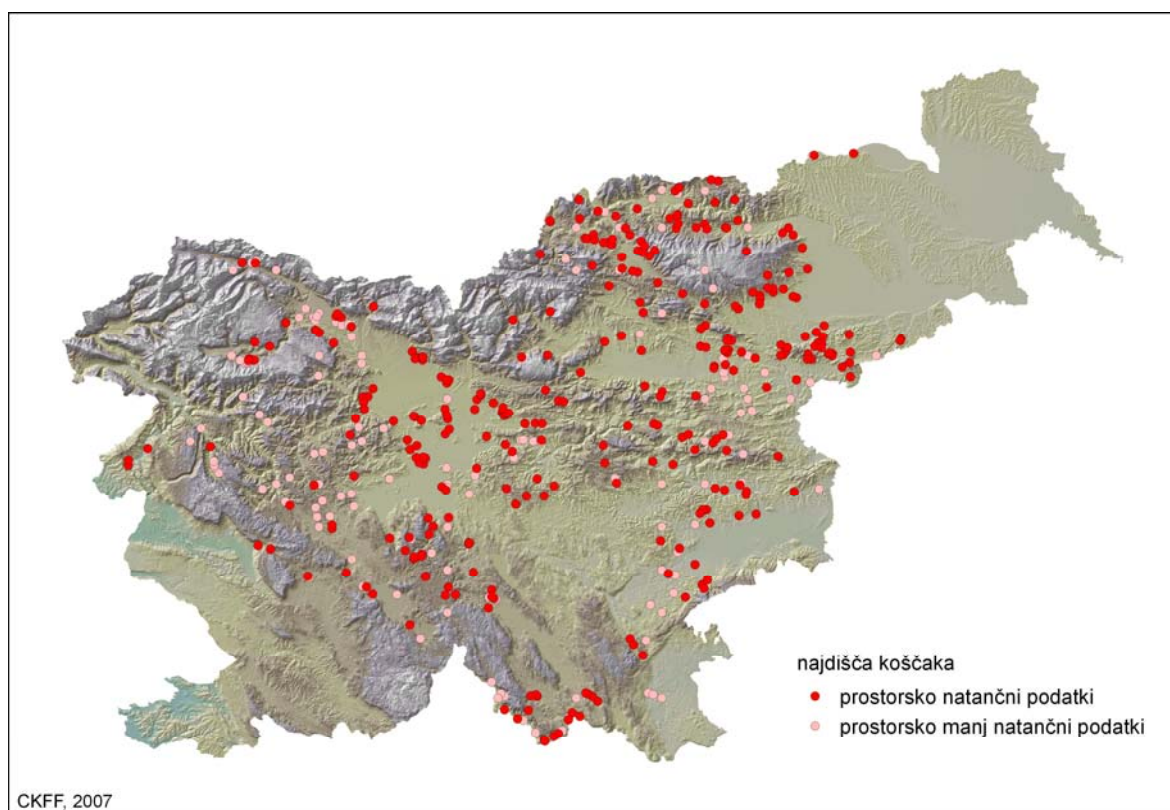 najdišča koščaka
prostorsko natančni podatki
prostorsko manj natančni podatki
CKFF, 2007